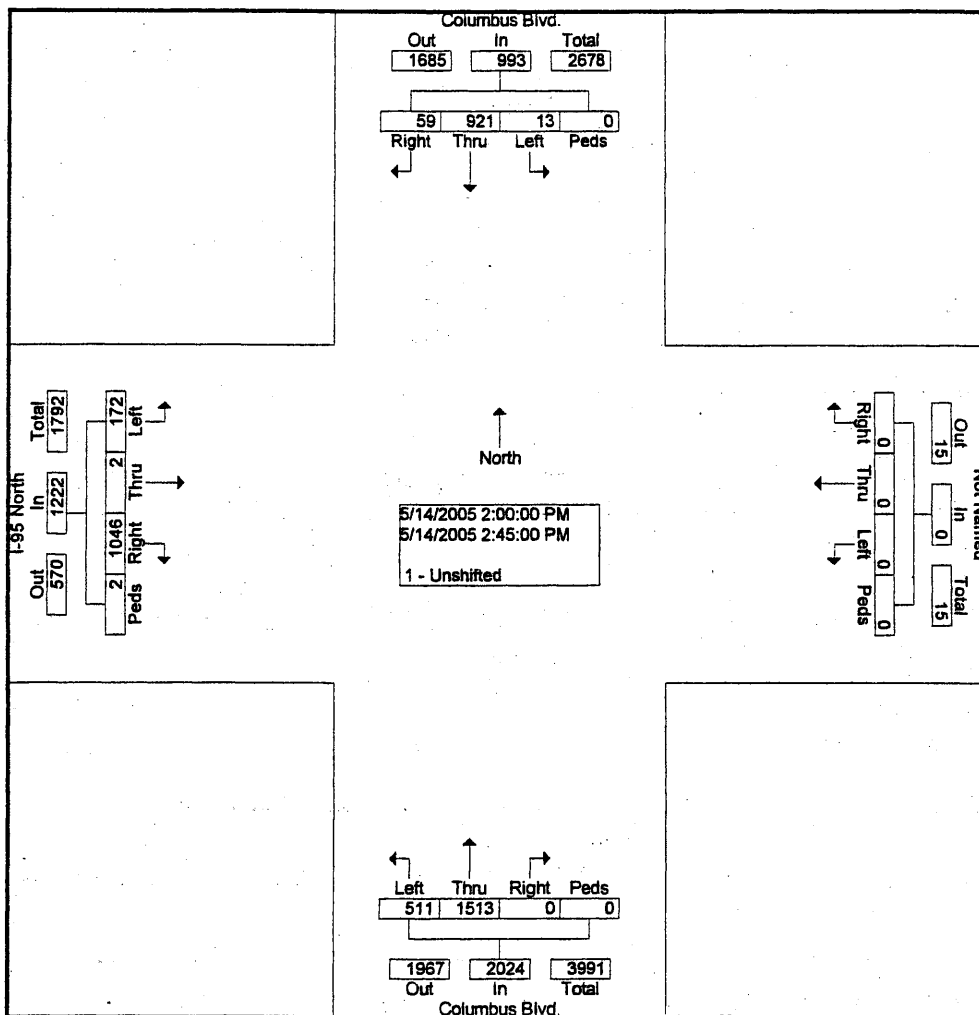 Columbus Blvd.
Out In Total
1685 993 2678
59 921 13 0
Right Thru Left Peds
I-95 North
Total In Out
1792 1222 570
172 2 1046 2
Left Thru Right Peds
North
5/14/2005 2:00:00 PM
5/14/2005 2:45:00 PM
1 - Unshifted
Out In Total
15 0 15
0 0 0 0
Right Thru Left Peds
Left Thru Right Peds
511 1513 0 0
1967 2024 3991
Out In Total
Columbus Blvd.